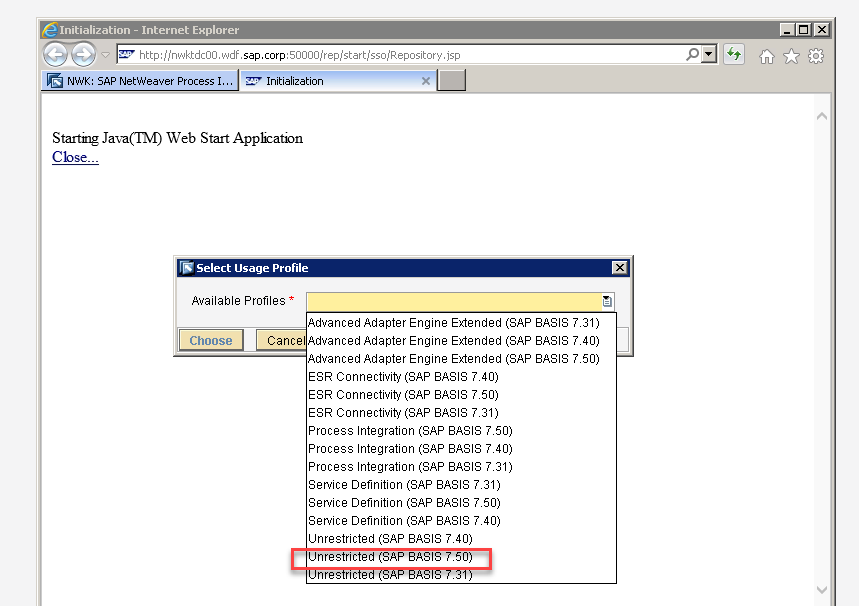 Initialization - Internet Explorer
http://nwktdc00.wdf.sap.corp:50000/rep/start/sso/Repository.jsp
NWK: SAP NetWeaver Process I...
SAP Initialization
Starting Java(TM) Web Start Application
Close...
Select Usage Profile
Available Profiles *
Choose
Cancel
Advanced Adapter Engine Extended (SAP BASIS 7.31)
Advanced Adapter Engine Extended (SAP BASIS 7.40)
Advanced Adapter Engine Extended (SAP BASIS 7.50)
ESR Connectivity (SAP BASIS 7.40)
ESR Connectivity (SAP BASIS 7.50)
ESR Connectivity (SAP BASIS 7.31)
Process Integration (SAP BASIS 7.50)
Process Integration (SAP BASIS 7.40)
Process Integration (SAP BASIS 7.31)
Service Definition (SAP BASIS 7.31)
Service Definition (SAP BASIS 7.50)
Service Definition (SAP BASIS 7.40)
Unrestricted (SAP BASIS 7.40)
Unrestricted (SAP BASIS 7.50)
Unrestricted (SAP BASIS 7.31)